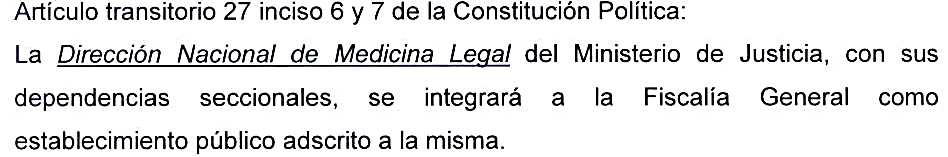 Artículo transitorio 27 inciso 6 y 7 de la Constitución Política:
La Dirección Nacional de Medicina Legal del Ministerio de Justicia, con sus
dependencias seccionales, se integrará a la Fiscalía General como
establecimiento público adscrito a la misma.